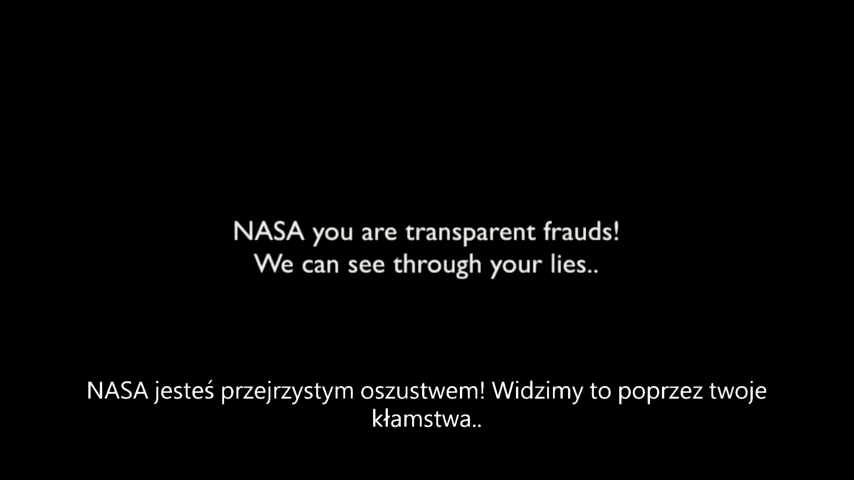 NASA you are transparent frauds!
We can see through your lies..
NASA jesteś przejrzystym oszustwem! Widzimy to poprzez twoje
kłamstwa..